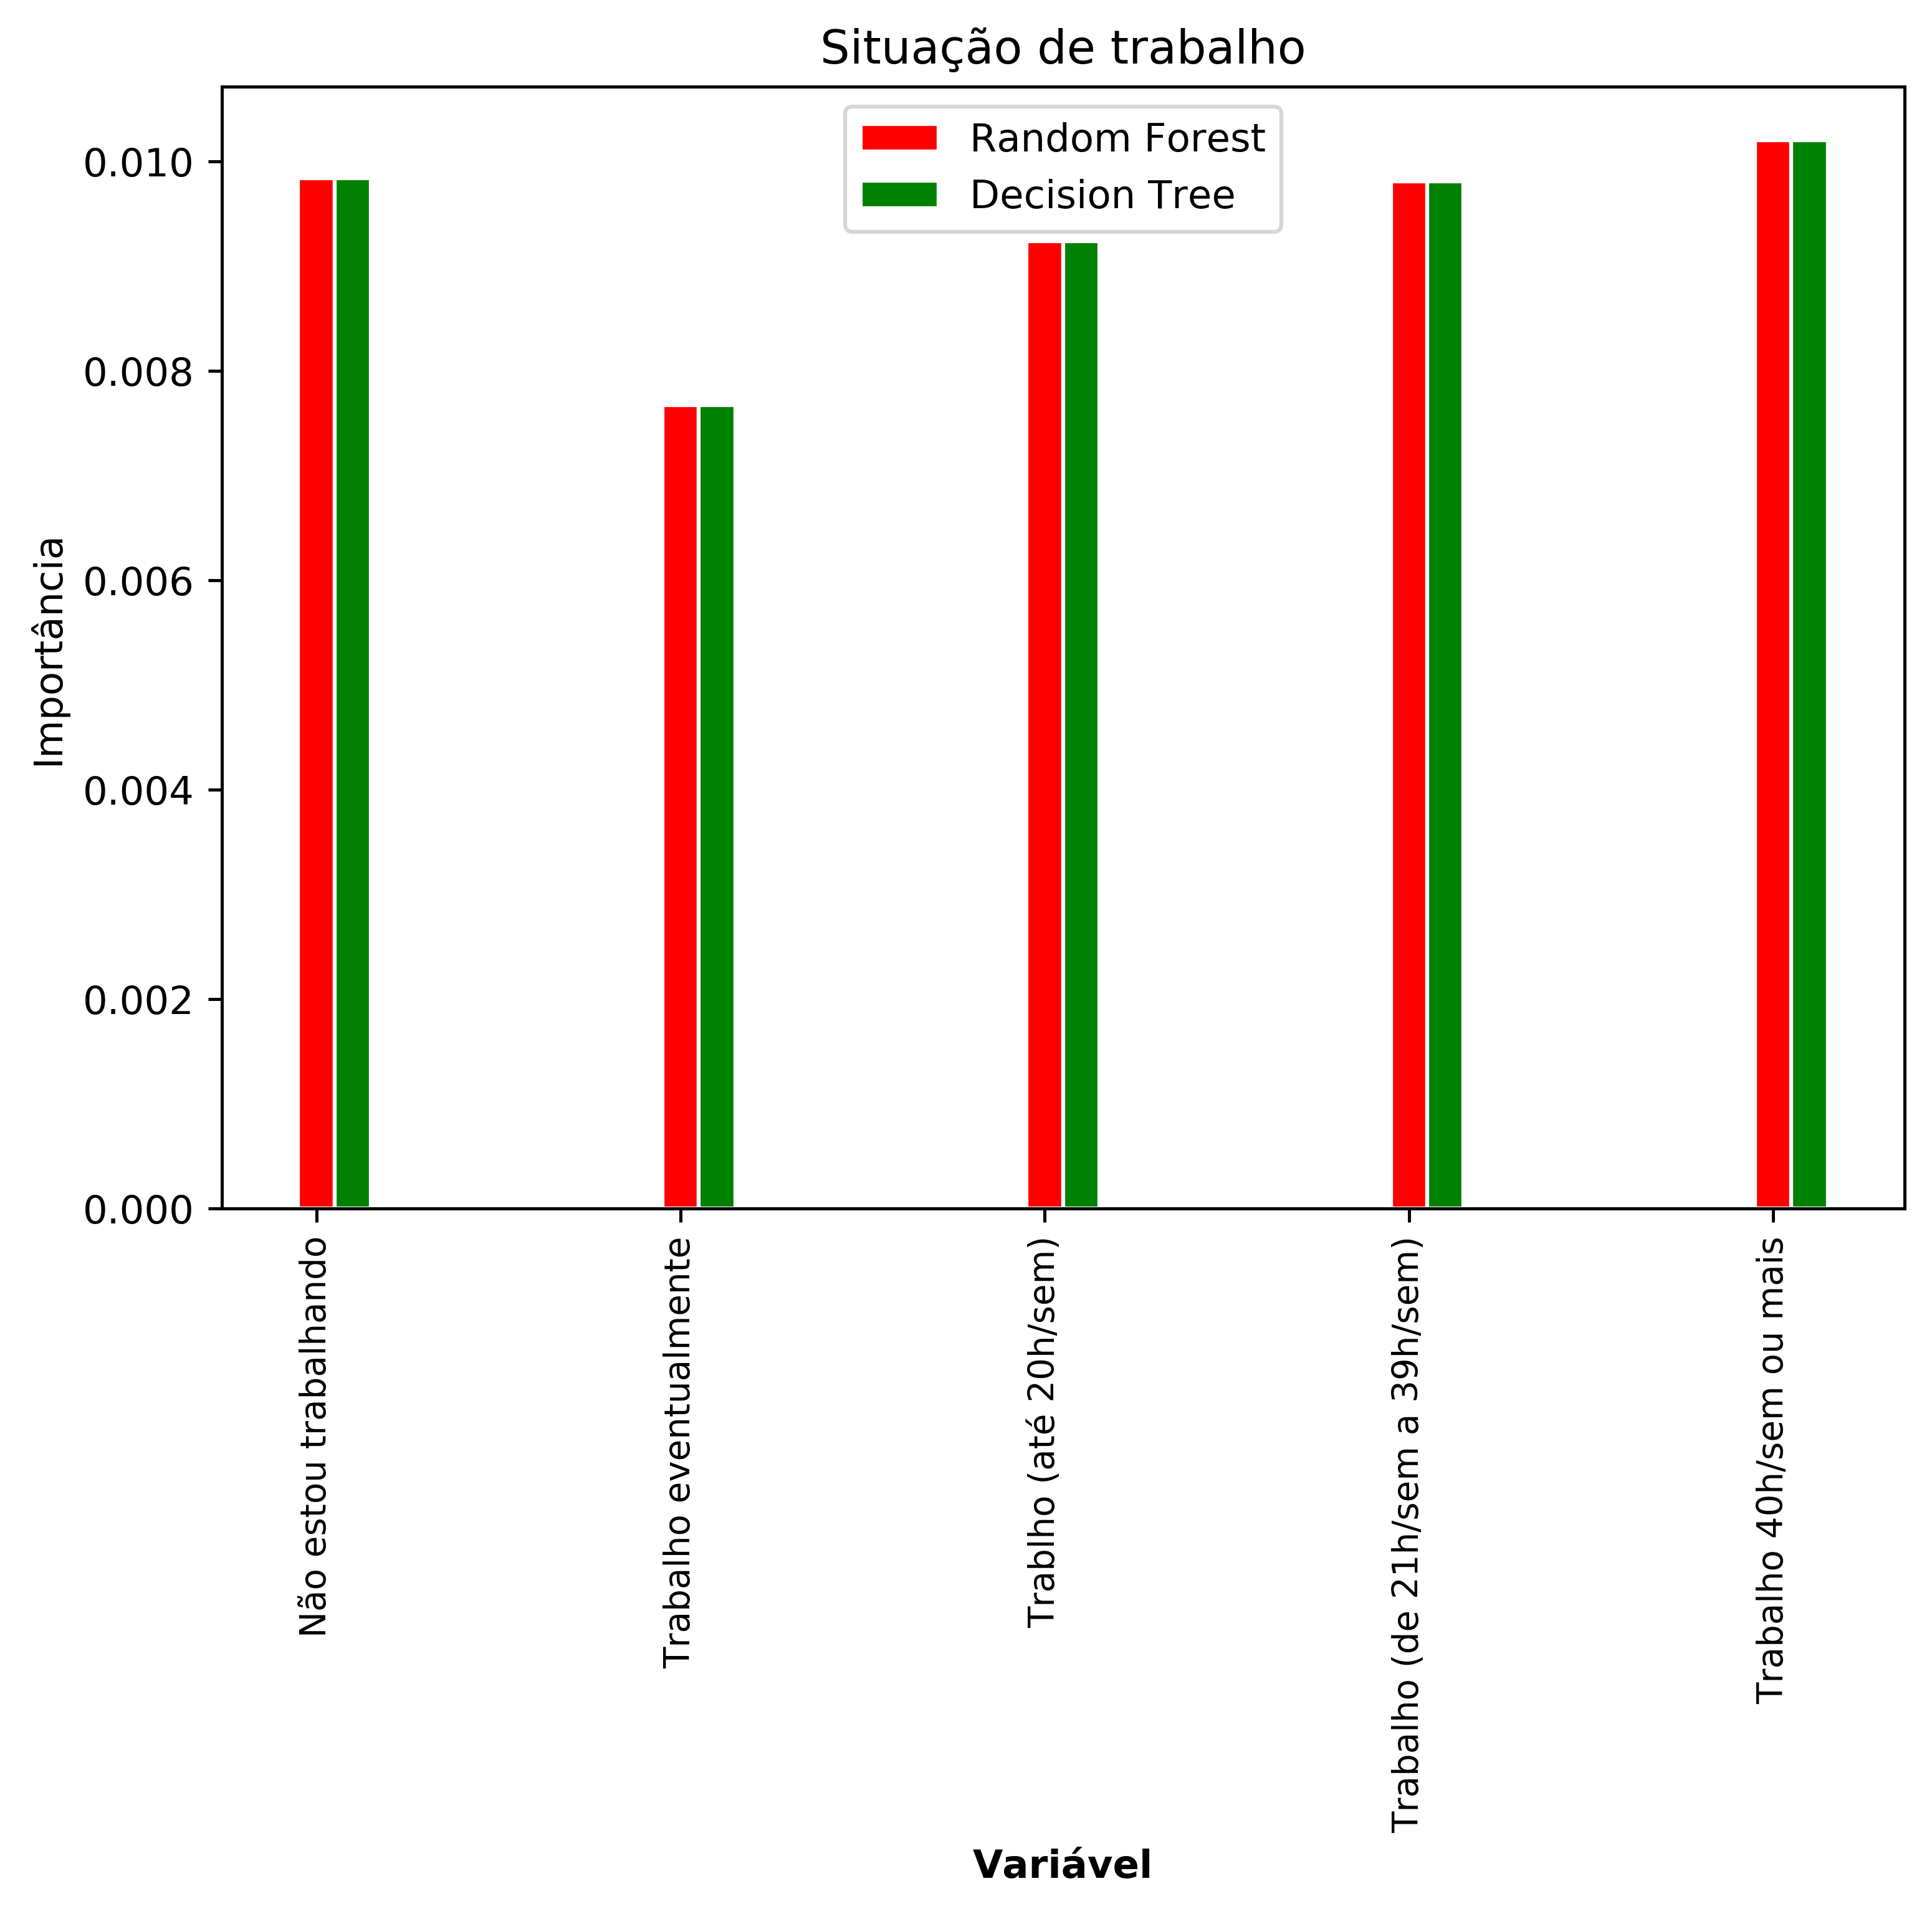 Situação de trabalho
Random Forest
Decision Tree
0.010
0.008
0.006
0.004
0.002
0.000
Importância
Não estou trabalhando
Trabalho eventualmente
Trablho (até 20h/sem)
Trabalho (de 21h/sem a 39h/sem)
Trabalho 40h/sem ou mais
Variável